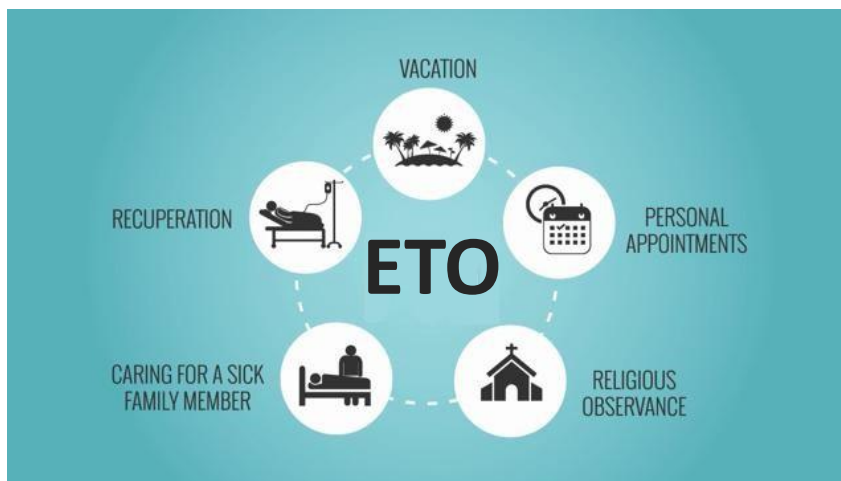 VACATION
RECUPERATION
PERSONAL
APPOINTMENTS
ETO
CARING FOR A SICK
FAMILY MEMBER
RELIGIOUS
OBSERVANCE